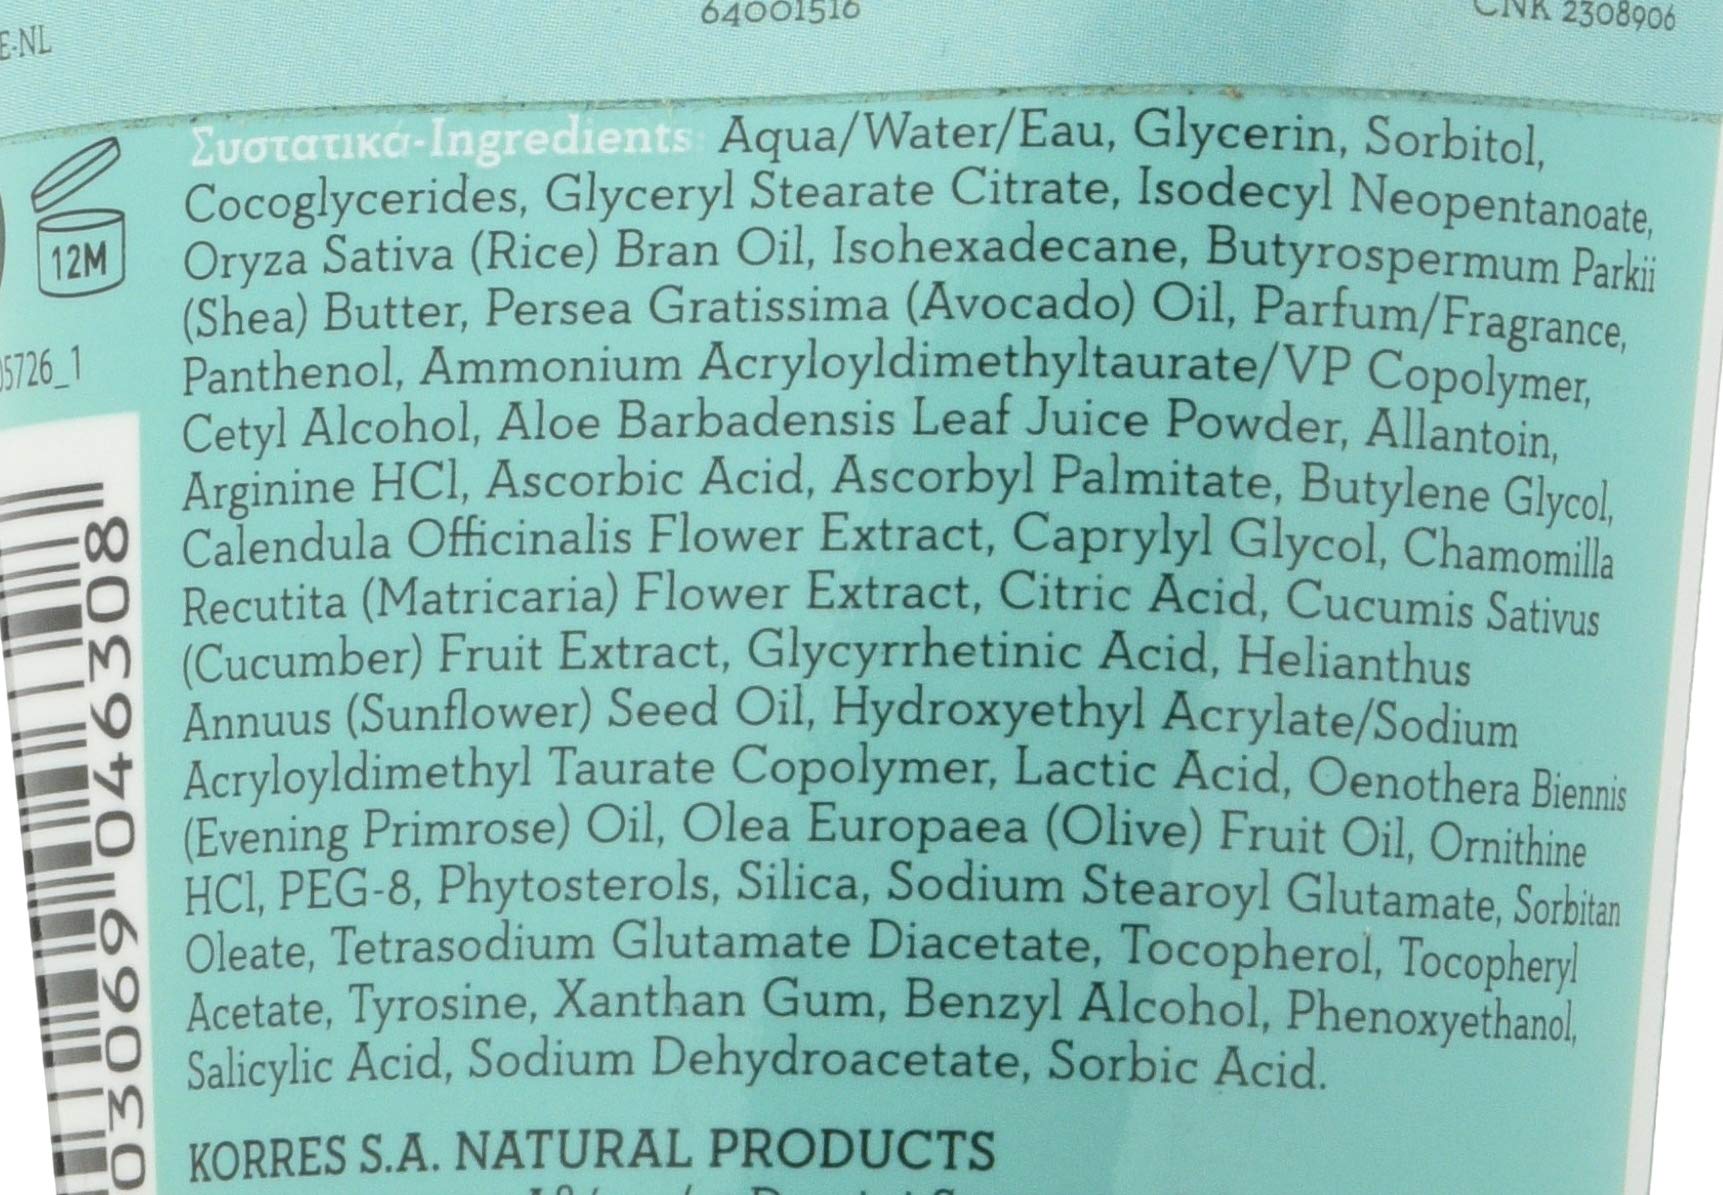 64001516
CNK 2308906
E-NL
Συστατικά-Ingredients: Aqua/Water/Eau, Glycerin, Sorbitol,
Cocoglycerides, Glyceryl Stearate Citrate, Isodecyl Neopentanoate,
Oryza Sativa (Rice) Bran Oil, Isohexadecane, Butyrospermum Parkii
(Shea) Butter, Persea Gratissima (Avocado) Oil, Parfum/Fragrance,
Panthenol, Ammonium Acryloyldimethyltaurate/VP Copolymer,
Cetyl Alcohol, Aloe Barbadensis Leaf Juice Powder, Allantoin,
Arginine HCl, Ascorbic Acid, Ascorbyl Palmitate, Butylene Glycol,
Calendula Officinalis Flower Extract, Caprylyl Glycol, Chamomilla
Recutita (Matricaria) Flower Extract, Citric Acid, Cucumis Sativus
(Cucumber) Fruit Extract, Glycyrrhetinic Acid, Helianthus
Annuus (Sunflower) Seed Oil, Hydroxyethyl Acrylate/Sodium
Acryloyldimethyl Taurate Copolymer, Lactic Acid, Oenothera Biennis
(Evening Primrose) Oil, Olea Europaea (Olive) Fruit Oil, Ornithine
HCl, PEG-8, Phytosterols, Silica, Sodium Stearoyl Glutamate, Sorbitan
Oleate, Tetrasodium Glutamate Diacetate, Tocopherol, Tocopheryl
Acetate, Tyrosine, Xanthan Gum, Benzyl Alcohol, Phenoxyethanol,
Salicylic Acid, Sodium Dehydroacetate, Sorbic Acid.
KORRES S.A. NATURAL PRODUCTS
12M
05726_1
03069 046308